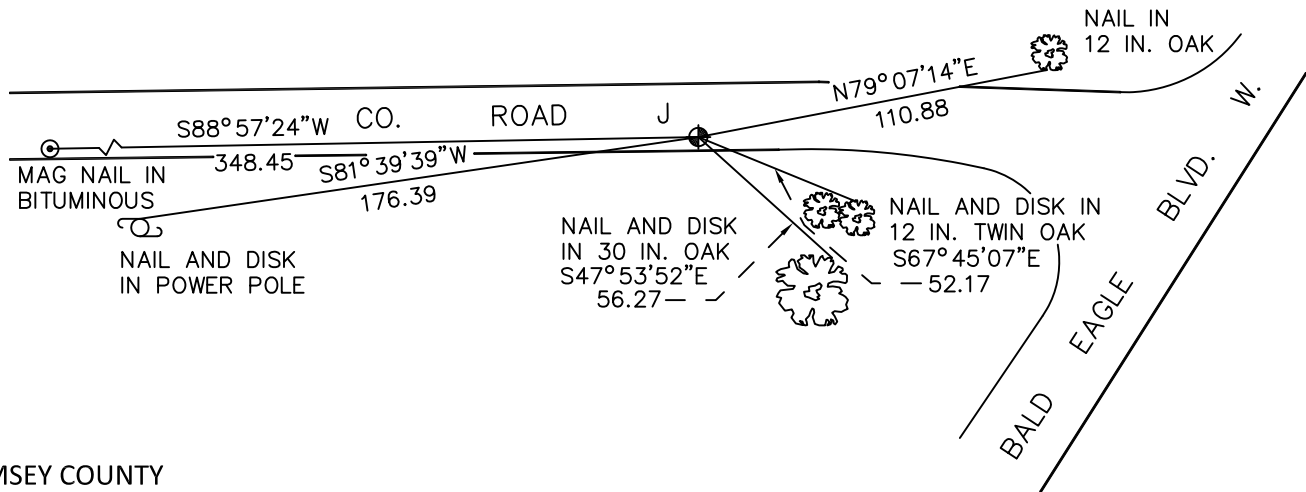 NAIL IN
12 IN. OAK
N79°07'14"E
110.88
S88°57'24"W
CO. ROAD J
348.45
MAG NAIL IN
BITUMINOUS
S81°39'39"W
176.39
NAIL AND DISK
IN POWER POLE
NAIL AND DISK
IN 30 IN. OAK
S47°53'52"E
56.27
NAIL AND DISK IN
12 IN. TWIN OAK
S67°45'07"E
52.17
BALD EAGLE BLVD. W.
MSEY COUNTY